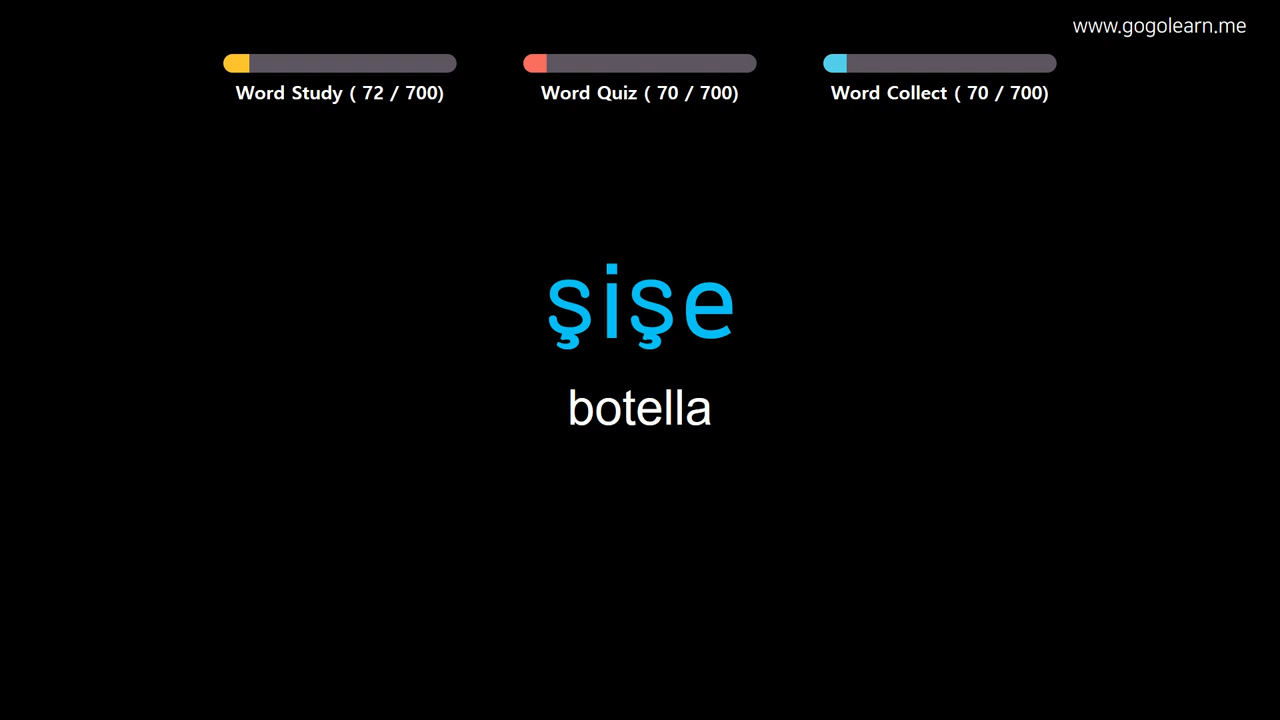 www.gogolearn.me
Word Study ( 72 / 700)
Word Quiz ( 70 / 700)
Word Collect ( 70 / 700)
şişe
botella